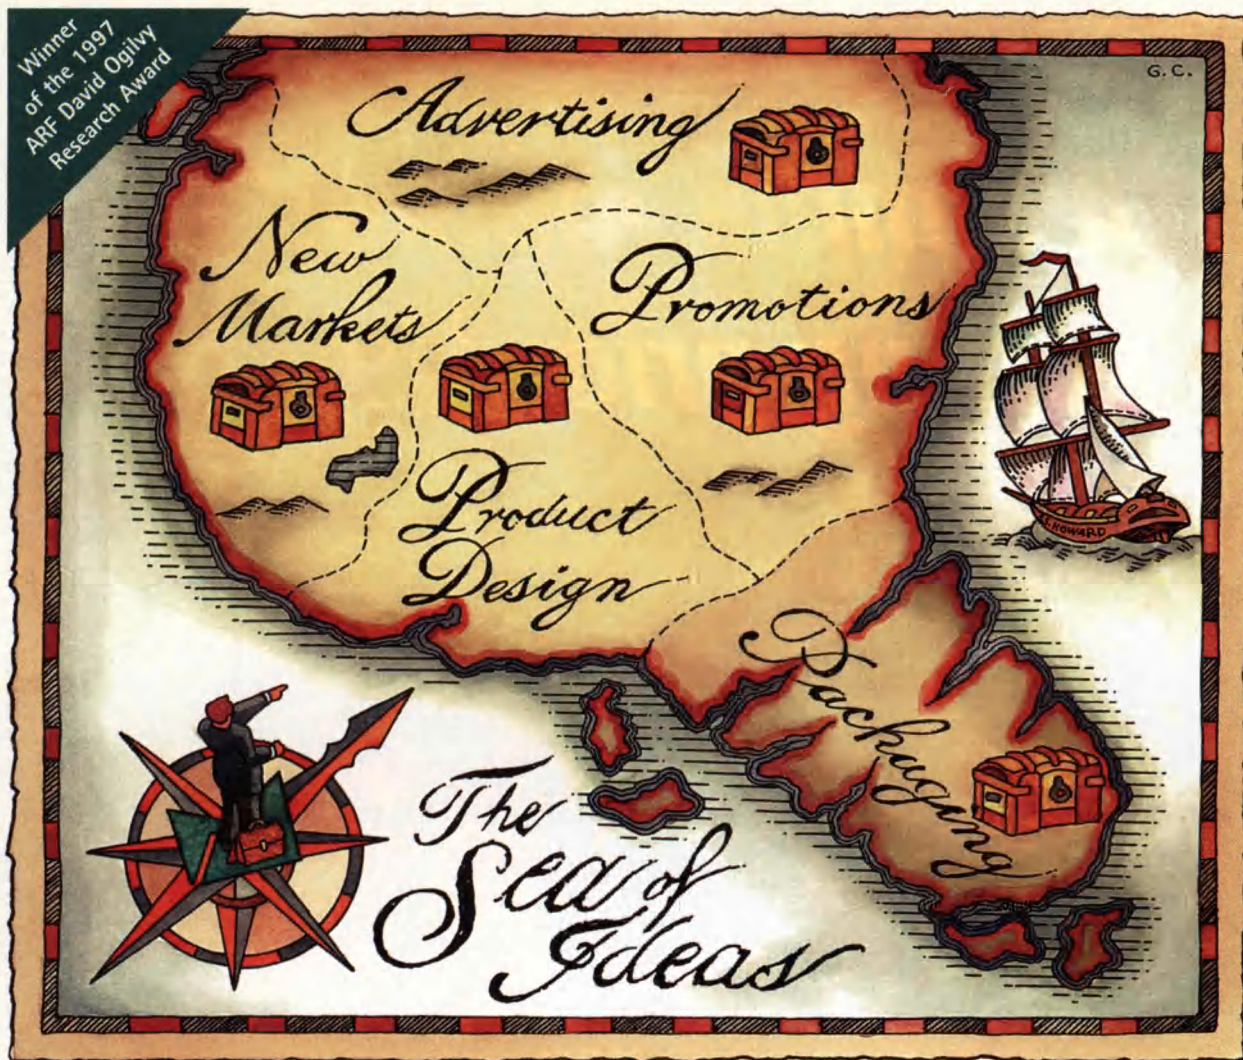 Winner
of the 1997
ARF David Ogilvy
Research Award
G.C.
Advertising
New
Markets
Promotions
Product
Design
S.HOWARD
Packaging
The
Sea of
Ideas